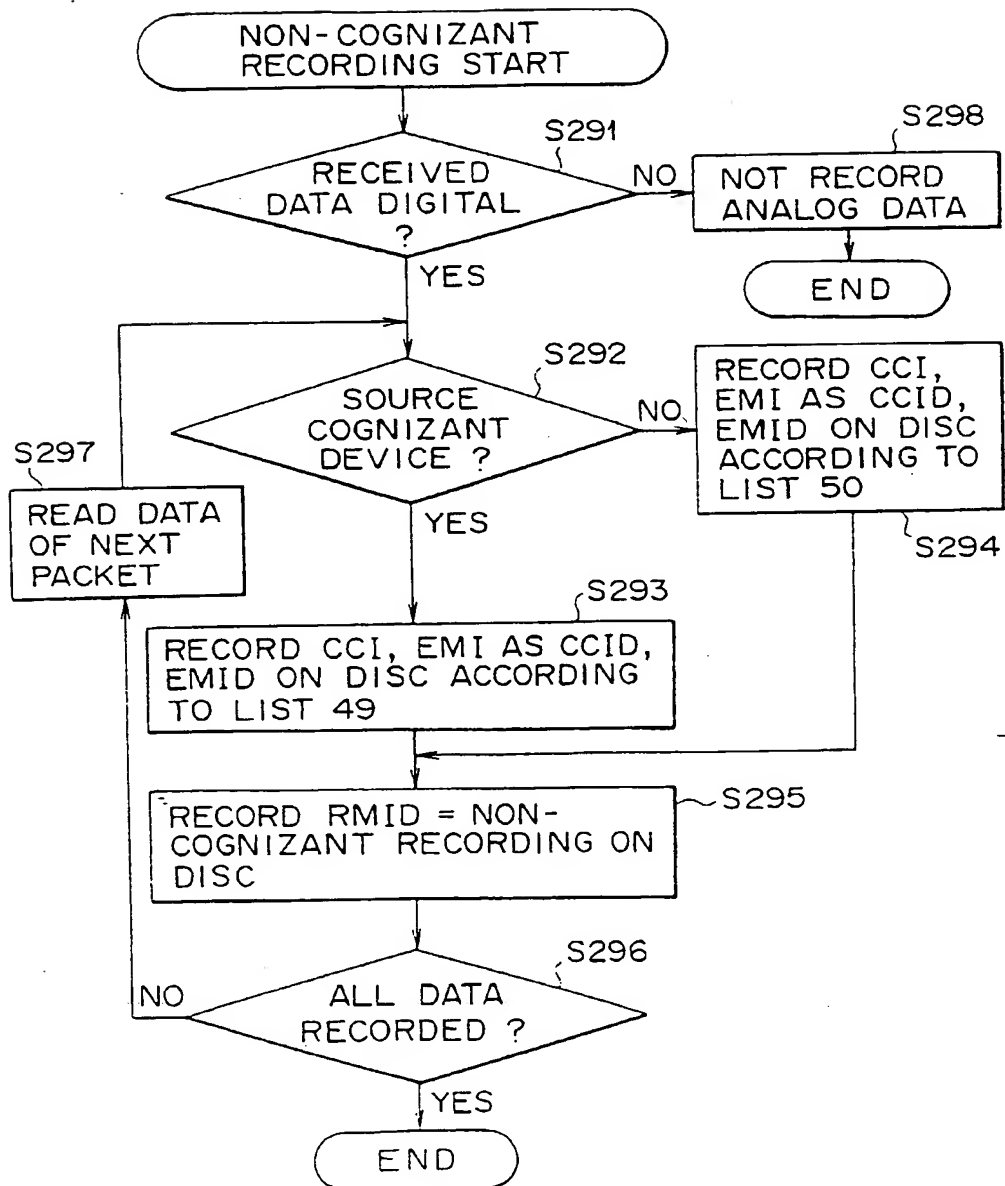 NON-COGNIZANT
RECORDING START
S291
RECEIVED
DATA DIGITAL
?
NO
YES
S298
NOT RECORD
ANALOG DATA
END
S292
SOURCE
COGNIZANT
DEVICE ?
NO
YES
RECORD CCI,
EMI AS CCID,
EMID ON DISC
ACCORDING TO
LIST 50
S294
S297
READ DATA
OF NEXT
PACKET
S293
RECORD CCI, EMI AS CCID,
EMID ON DISC ACCORDING
TO LIST 49
S295
RECORD RMID = NON-
COGNIZANT RECORDING ON
DISC
S296
ALL DATA
RECORDED ?
NO
YES
END